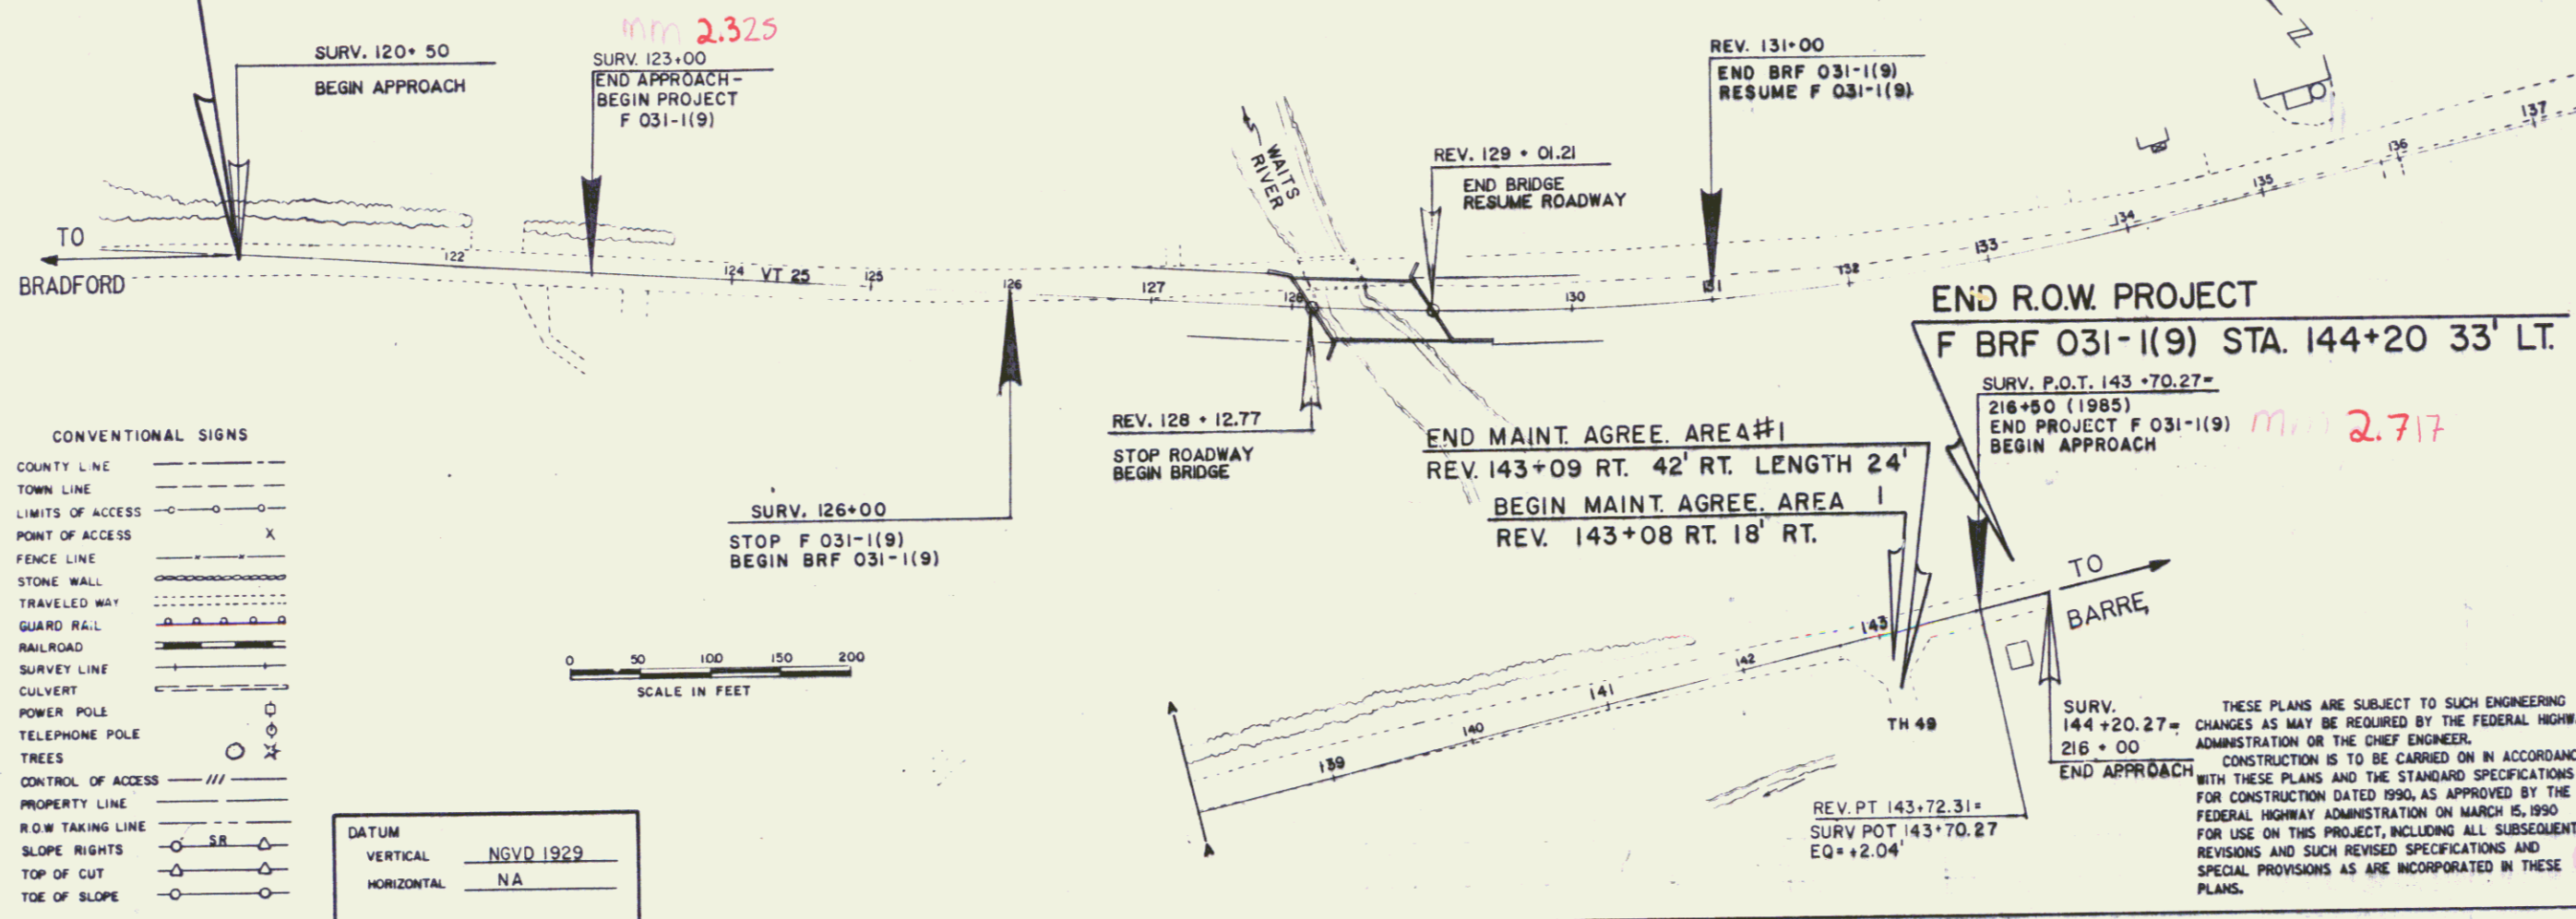 mm 2.325
SURV. 120+50
BEGIN APPROACH
SURV. 123+00
END APPROACH-
BEGIN PROJECT
F 031-1(9)
REV. 131+00
END BRF 031-1(9)
RESUME F 031-1(9)
WAITS
RIVER
REV. 129 + 01.21
END BRIDGE
RESUME ROADWAY
TO
BRADFORD
122
124
VT 25
125
126
127
128
130
131
132
133
134
135
136
137
END R.O.W. PROJECT
F BRF 031-1(9) STA. 144+20 33' LT.
SURV. P.O.T. 143 +70.27=
216+50 (1985)
END PROJECT F 031-1(9)
BEGIN APPROACH
mm 2.717
REV. 128 + 12.77
STOP ROADWAY
BEGIN BRIDGE
END MAINT. AGREE. AREA #1
REV. 143+09 RT. 42' RT. LENGTH 24'
BEGIN MAINT. AGREE. AREA 1
REV. 143+08 RT. 18' RT.
SURV. 126+00
STOP F 031-1(9)
BEGIN BRF 031-1(9)
CONVENTIONAL SIGNS
COUNTY LINE
TOWN LINE
LIMITS OF ACCESS
POINT OF ACCESS X
FENCE LINE
STONE WALL
TRAVELED WAY
GUARD RAIL
RAILROAD
SURVEY LINE
CULVERT
POWER POLE
TELEPHONE POLE
TREES
CONTROL OF ACCESS
PROPERTY LINE
R.O.W TAKING LINE
SLOPE RIGHTS SR
TOP OF CUT
TOE OF SLOPE
0 50 100 150 200
SCALE IN FEET
DATUM
VERTICAL NGVD 1929
HORIZONTAL NA
A
A
139
140
141
142
143
TH 49
TO
BARRE
SURV.
144 +20.27=
216 + 00
END APPROACH
REV. PT 143+72.31=
SURV POT 143+70.27
EQ= +2.04'
THESE PLANS ARE SUBJECT TO SUCH ENGINEERING
CHANGES AS MAY BE REQUIRED BY THE FEDERAL HIGHW
ADMINISTRATION OR THE CHIEF ENGINEER.
CONSTRUCTION IS TO BE CARRIED ON IN ACCORDANC
WITH THESE PLANS AND THE STANDARD SPECIFICATIONS
FOR CONSTRUCTION DATED 1990, AS APPROVED BY THE
FEDERAL HIGHWAY ADMINISTRATION ON MARCH 15, 1990
FOR USE ON THIS PROJECT, INCLUDING ALL SUBSEQUENT
REVISIONS AND SUCH REVISED SPECIFICATIONS AND
SPECIAL PROVISIONS AS ARE INCORPORATED IN THESE
PLANS.